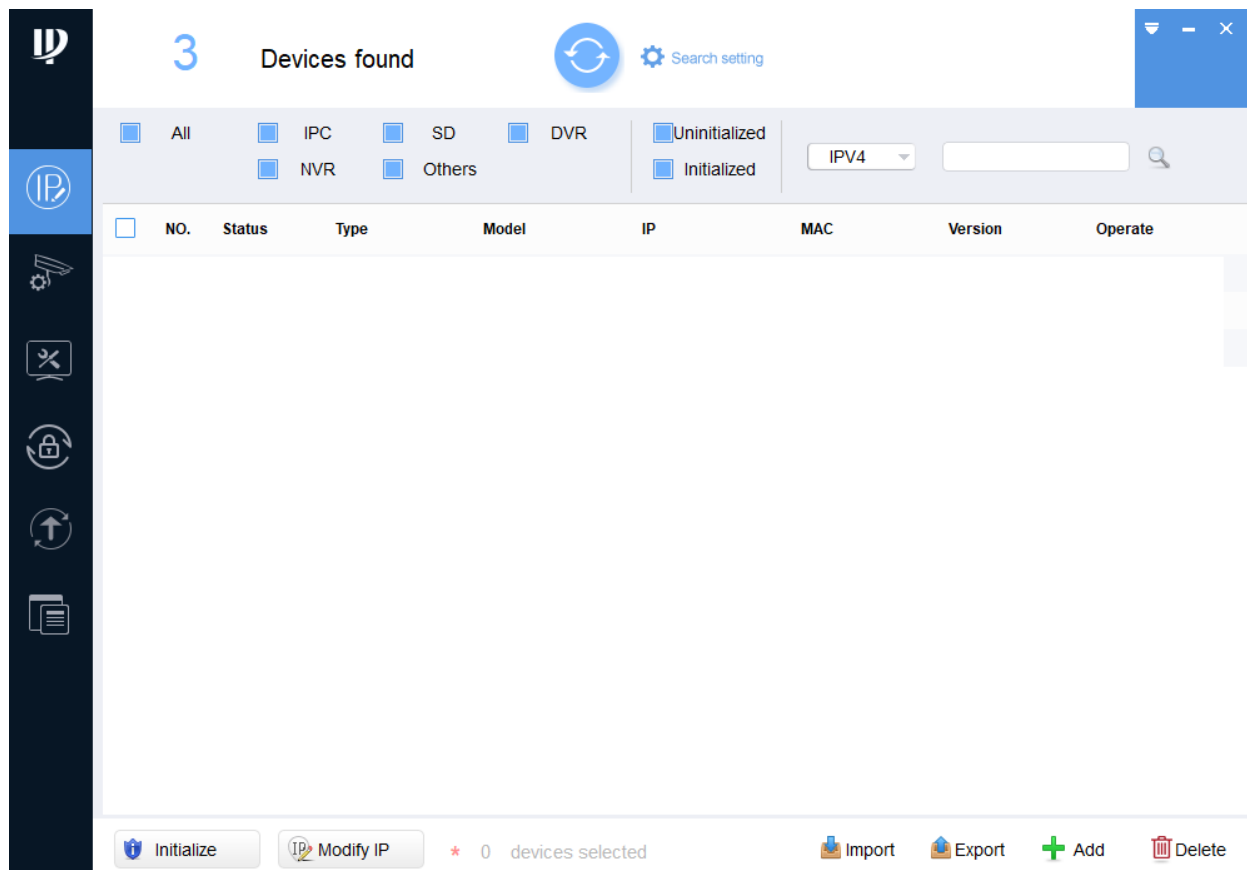 3 Devices found Search setting
All IPC SD DVR Uninitialized
NVR Others Initialized
IPV4
NO. Status Type Model IP MAC Version Operate
Initialize Modify IP * 0 devices selected Import Export Add Delete